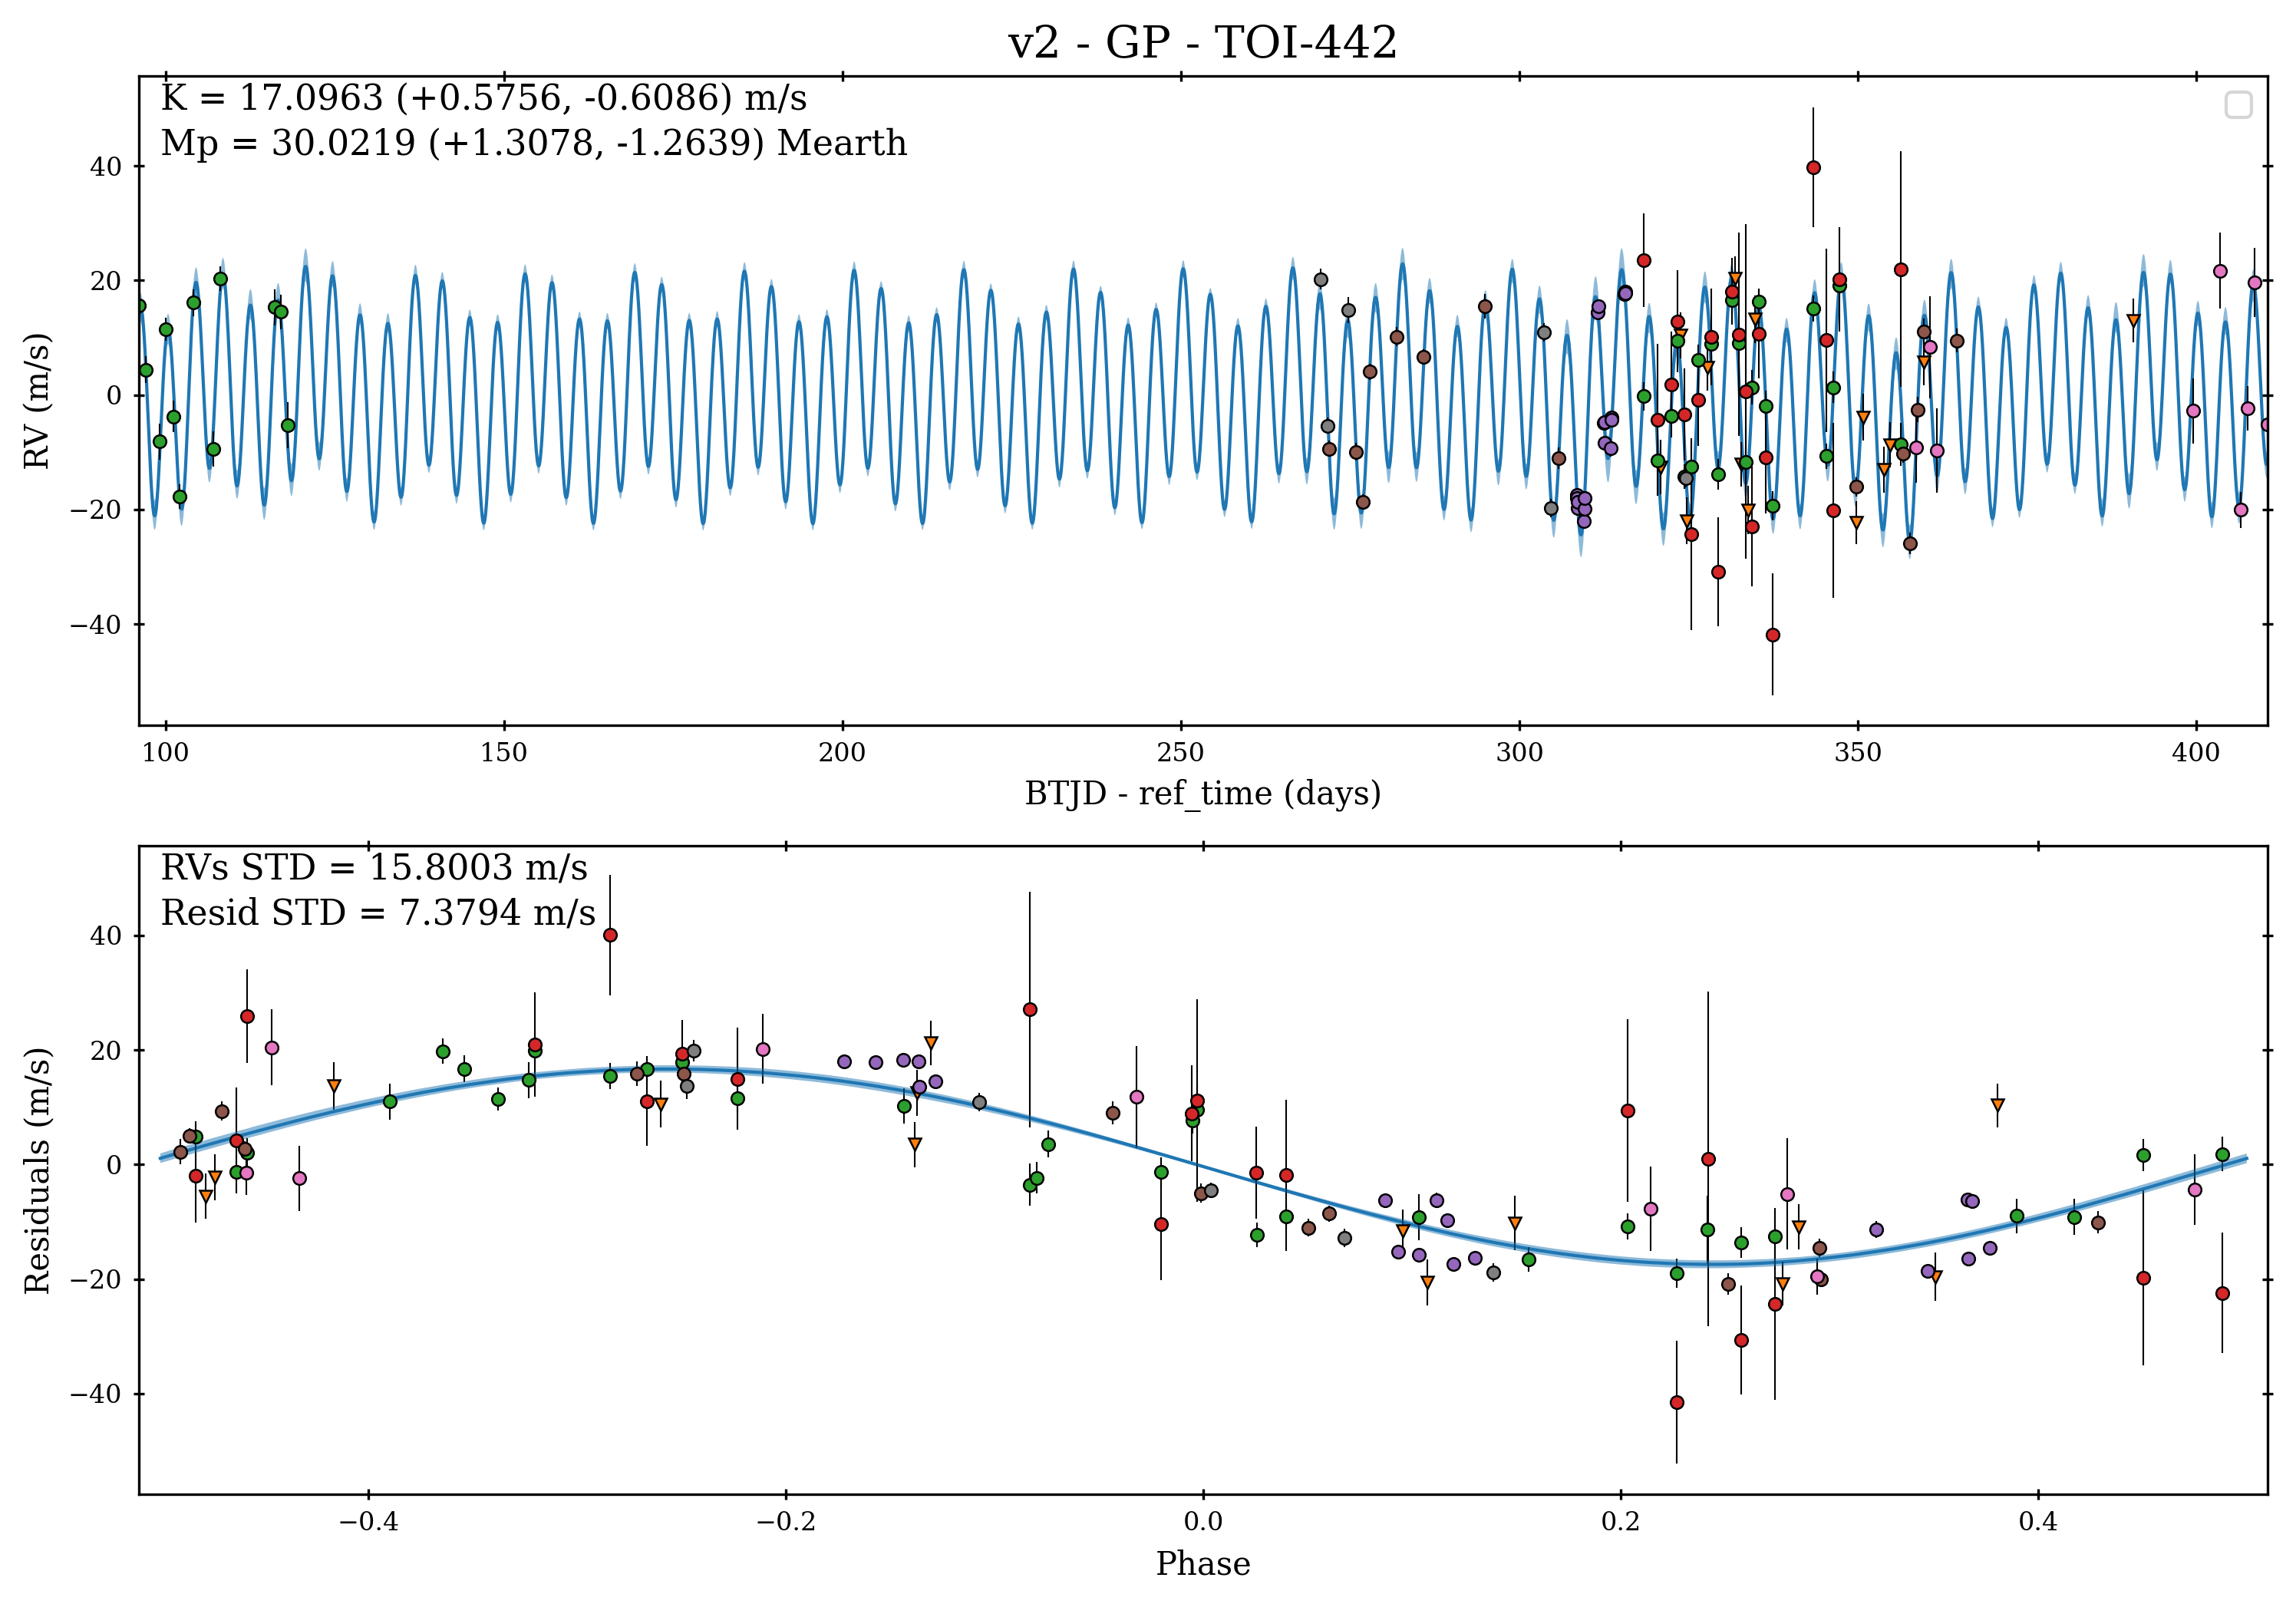 v2 - GP - TOI-442
K = 17.0963 (+0.5756, -0.6086) m/s
Mp = 30.0219 (+1.3078, -1.2639) Mearth
RV (m/s)
40
20
0
−20
−40
100 150 200 250 300 350 400
BTJD - ref_time (days)
RVs STD = 15.8003 m/s
Resid STD = 7.3794 m/s
Residuals (m/s)
40
20
0
−20
−40
−0.4 −0.2 0.0 0.2 0.4
Phase